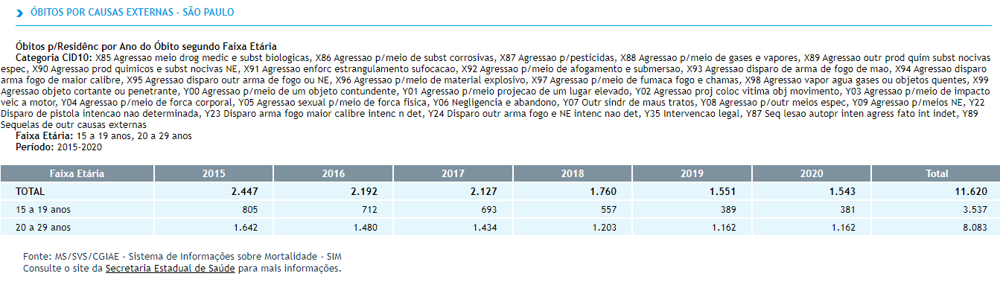 ÓBITOS POR CAUSAS EXTERNAS - SÃO PAULO
Óbitos p/Residênc por Ano do Óbito segundo Faixa Etária
Categoria CID10: X85 Agressao meio drog medic e subst biologicas, X86 Agressao p/meio de subst corrosivas, X87 Agressao p/pesticidas, X88 Agressao p/meio de gases e vapores, X89 Agressao outr prod quim subst nocivas
espec, X90 Agressao prod quimicos e subst nocivas NE, X91 Agressao enforc estrangulamento sufocacao, X92 Agressao p/meio de afogamento e submersao, X93 Agressao disparo de arma de fogo de mao, X94 Agressao disparo
arma fogo de maior calibre, X95 Agressao disparo outr arma de fogo ou NE, X96 Agressao p/meio de material explosivo, X97 Agressao p/meio de fumaca fogo e chamas, X98 Agressao vapor agua gases ou objetos quentes, X99
Agressao objeto cortante ou penetrante, Y00 Agressao p/meio de um objeto contundente, Y01 Agressao p/meio projecao de um lugar elevado, Y02 Agressao proj coloc vitima obj movimento, Y03 Agressao p/meio de impacto
veic a motor, Y04 Agressao p/meio de forca corporal, Y05 Agressao sexual p/meio de forca fisica, Y06 Negligencia e abandono, Y07 Outr sindr de maus tratos, Y08 Agressao p/outr meios espec, Y09 Agressao p/meios NE, Y22
Disparo de pistola intencao nao determinada, Y23 Disparo arma fogo maior calibre intenc n det, Y24 Disparo outr arma fogo e NE intenc nao det, Y35 Intervencao legal, Y87 Seq lesao autopr inten agress fato int indet, Y89
Sequelas de outr causas externas
Faixa Etária: 15 a 19 anos, 20 a 29 anos
Período: 2015-2020
Faixa Etária 2015 2016 2017 2018 2019 2020 Total
TOTAL 2.447 2.192 2.127 1.760 1.551 1.543 11.620
15 a 19 anos 805 712 693 557 389 381 3.537
20 a 29 anos 1.642 1.480 1.434 1.203 1.162 1.162 8.083
Fonte: MS/SVS/CGIAE - Sistema de Informações sobre Mortalidade - SIM
Consulte o site da Secretaria Estadual de Saúde para mais informações.